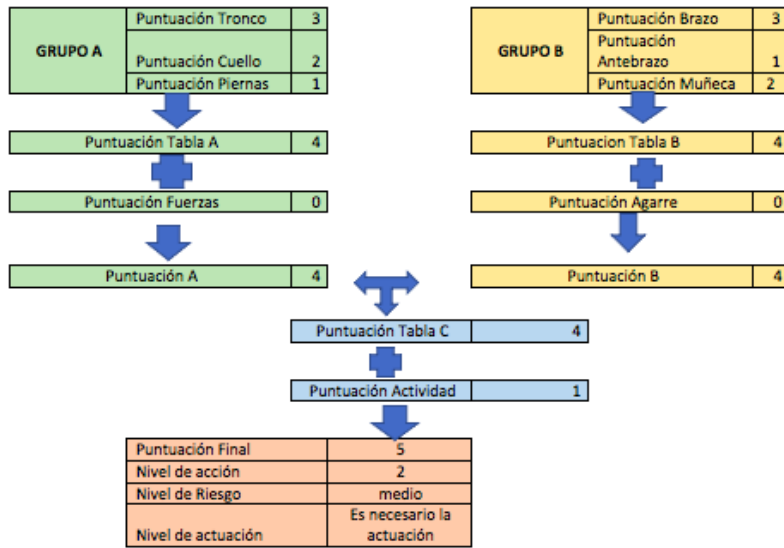 GRUPO A
Puntuación Tronco 3
Puntuación Cuello 2
Puntuación Piernas 1
GRUPO B
Puntuación Brazo 3
Puntuación
Antebrazo 1
Puntuación Muñeca 2
Puntuación Tabla A 4
Puntuacion Tabla B 4
Puntuación Fuerzas 0
Puntuación Agarre 0
Puntuación A 4
Puntuación B 4
Puntuación Tabla C 4
Puntuación Actividad 1
Puntuación Final 5
Nivel de acción 2
Nivel de Riesgo medio
Nivel de actuación Es necesario la
actuación